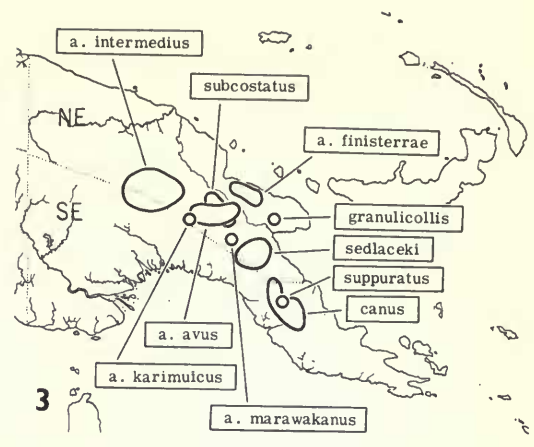 a. intermedius
subcostatus
NE
a. finisterrae
SE
granulicollis
sedlaceki
suppuratus
canus
a. avus
a. karimuicus
3
a. marawakanus